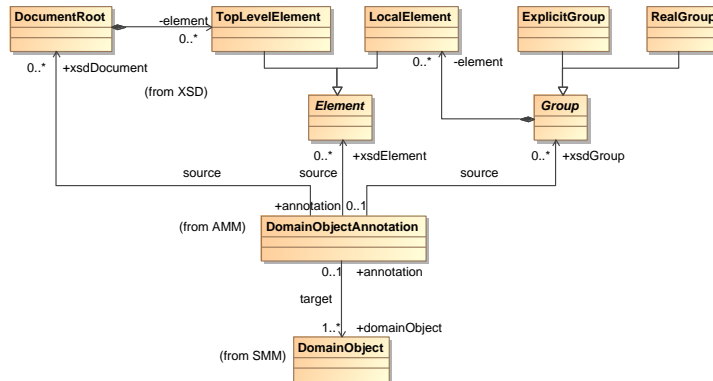 DocumentRoot
-element
0..*
TopLevelElement
LocalElement
ExplicitGroup
RealGroup
0..* +xsdDocument
0..* -element
(from XSD)
Element
Group
0..* +xsdElement
0..* +xsdGroup
source
source
source
+annotation 0..1
(from AMM)
DomainObjectAnnotation
0..1 +annotation
target
1..* +domainObject
(from SMM)
DomainObject